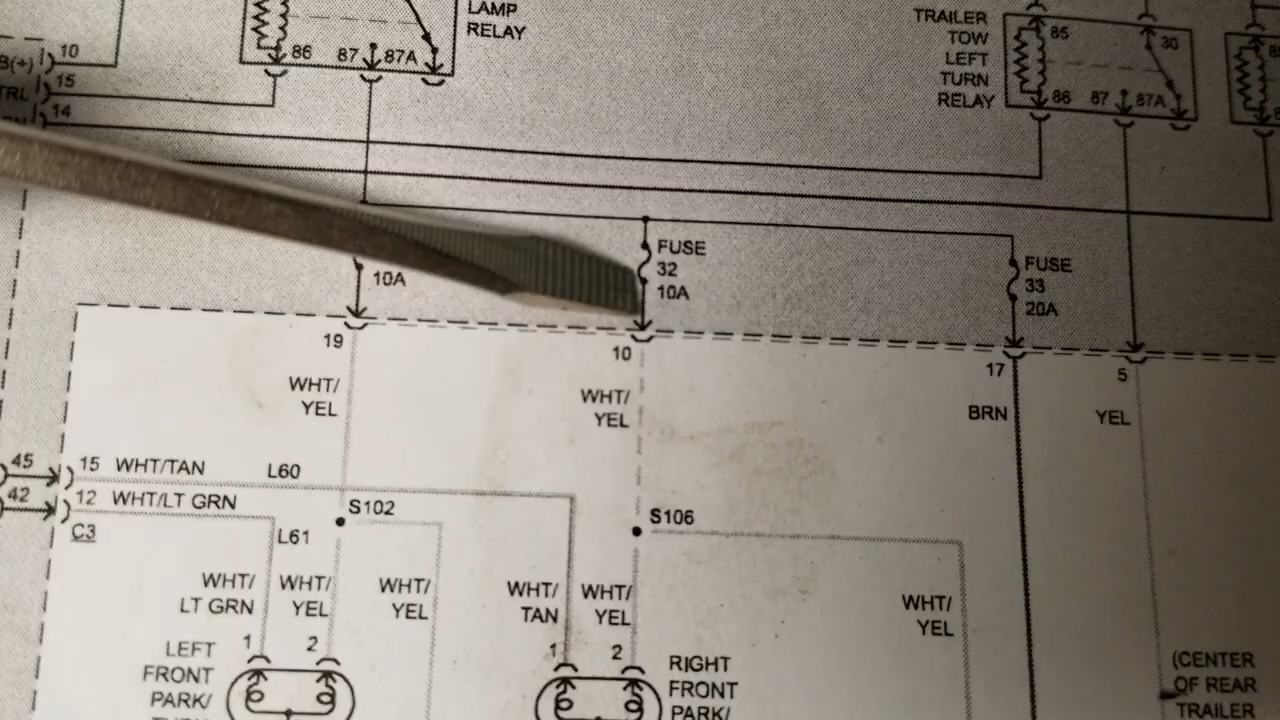 LAMP
RELAY
86
87
87A
B(+)
10
15
14
TRAILER
TOW
LEFT
TURN
RELAY
85
30
86
87
87A
10A
FUSE
32
10A
FUSE
33
20A
19
10
17
5
WHT/
YEL
WHT/
YEL
BRN
YEL
45
15 WHT/TAN
L60
42
12 WHT/LT GRN
C3
L61
S102
S106
WHT/
LT GRN
WHT/
YEL
WHT/
YEL
WHT/
TAN
WHT/
YEL
WHT/
YEL
1
2
1
2
LEFT
FRONT
PARK/
RIGHT
FRONT
PARK/
(CENTER
OF REAR
TRAILER